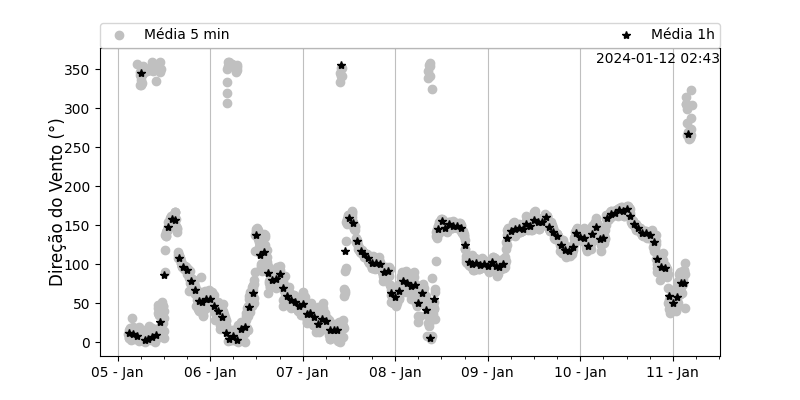 Média 5 min
Média 1h
2024-01-12 02:43
Direção do Vento (°)
350
300
250
200
150
100
50
0
05 - Jan
06 - Jan
07 - Jan
08 - Jan
09 - Jan
10 - Jan
11 - Jan